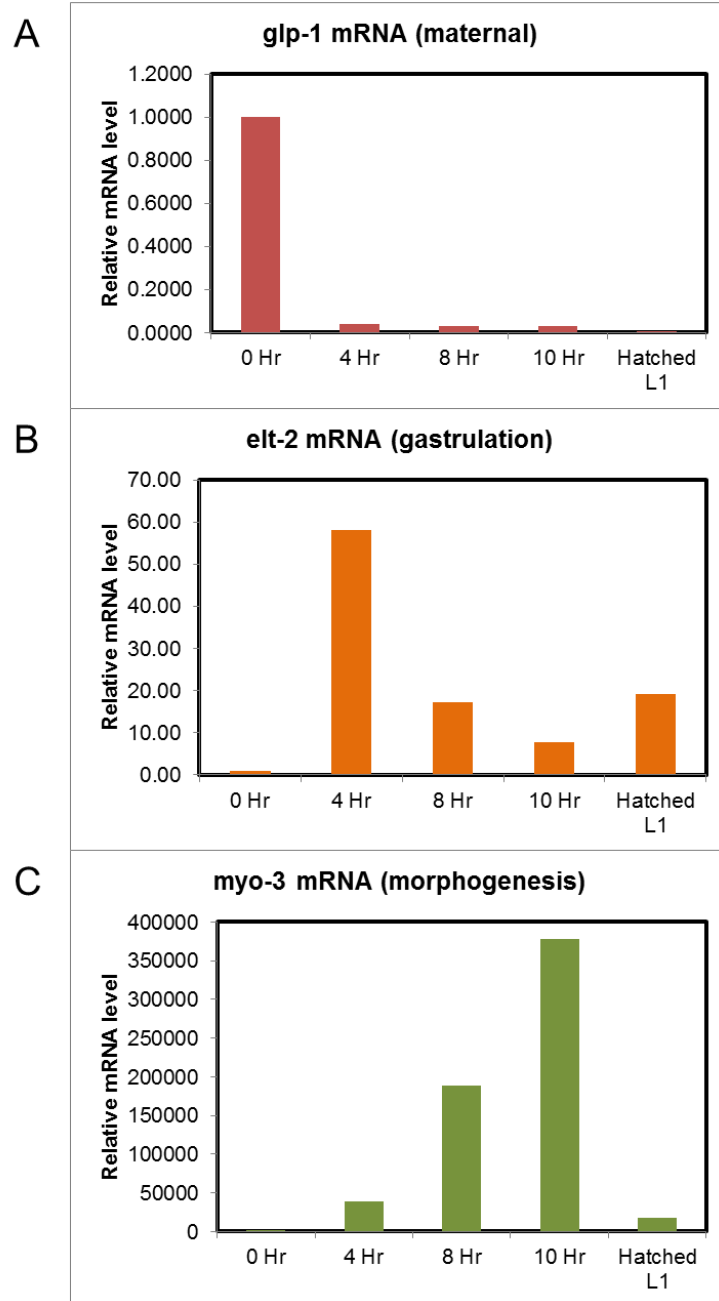 A
glp-1 mRNA (maternal)
Relative mRNA level
1.2000
1.0000
0.8000
0.6000
0.4000
0.2000
0.0000
0 Hr 4 Hr 8 Hr 10 Hr Hatched
L1
B
elt-2 mRNA (gastrulation)
Relative mRNA level
70.00
60.00
50.00
40.00
30.00
20.00
10.00
0.00
0 Hr 4 Hr 8 Hr 10 Hr Hatched
L1
C
myo-3 mRNA (morphogenesis)
Relative mRNA level
400000
350000
300000
250000
200000
150000
100000
50000
0
0 Hr 4 Hr 8 Hr 10 Hr Hatched
L1